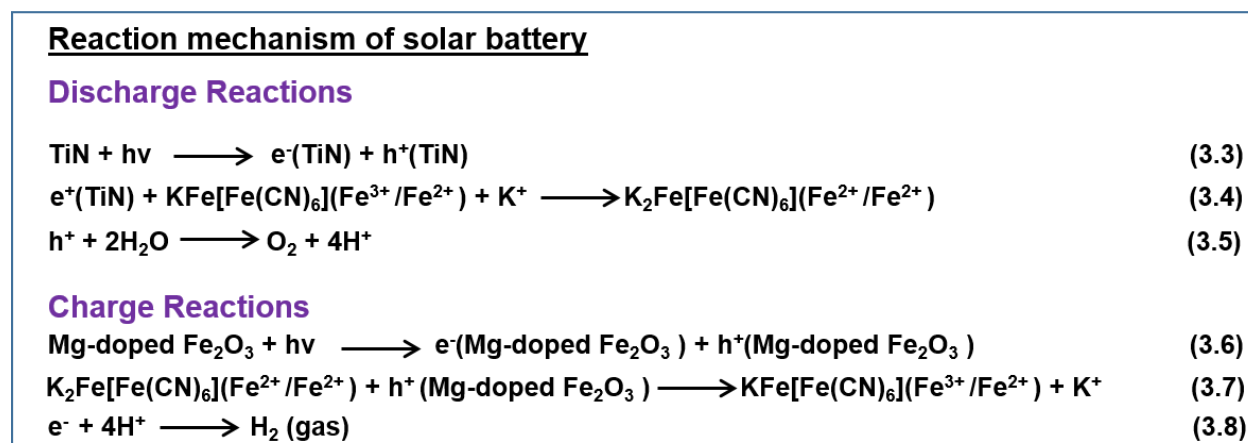 Reaction mechanism of solar battery
Discharge Reactions
TiN + hv ⟶ e⁻(TiN) + h⁺(TiN) (3.3)
e⁺(TiN) + KFe[Fe(CN)₆](Fe³⁺/Fe²⁺) + K⁺ ⟶ K₂Fe[Fe(CN)₆](Fe²⁺/Fe²⁺) (3.4)
h⁺ + 2H₂O ⟶ O₂ + 4H⁺ (3.5)
Charge Reactions
Mg-doped Fe₂O₃ + hv ⟶ e⁻(Mg-doped Fe₂O₃ ) + h⁺(Mg-doped Fe₂O₃ ) (3.6)
K₂Fe[Fe(CN)₆](Fe²⁺/Fe²⁺) + h⁺ (Mg-doped Fe₂O₃ ) ⟶ KFe[Fe(CN)₆](Fe³⁺/Fe²⁺) + K⁺ (3.7)
e⁻ + 4H⁺ ⟶ H₂ (gas) (3.8)